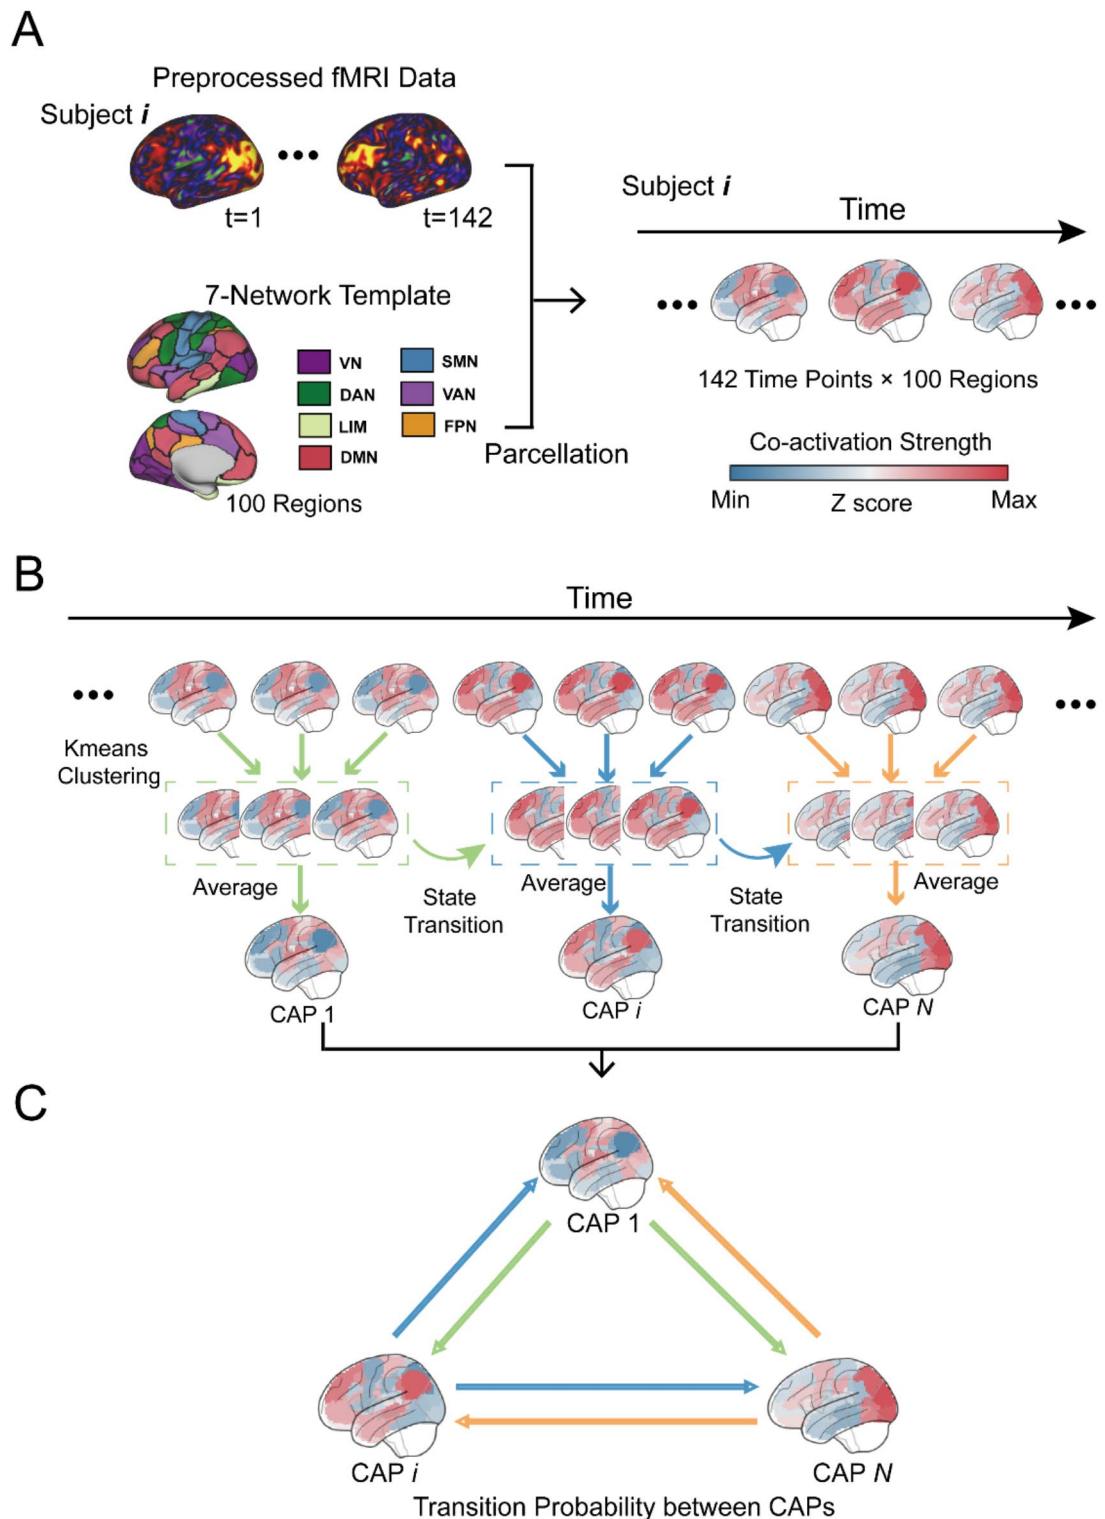 A
Preprocessed fMRI Data
Subject i
t=1
t=142
7-Network Template
VN
SMN
DAN
VAN
LIM
FPN
DMN
100 Regions
Parcellation
Subject i
Time
142 Time Points × 100 Regions
Co-activation Strength
Min
Z score
Max
B
Time
Kmeans
Clustering
Average
State
Transition
Average
State
Transition
Average
CAP 1
CAP i
CAP N
C
CAP 1
CAP i
CAP N
Transition Probability between CAPs